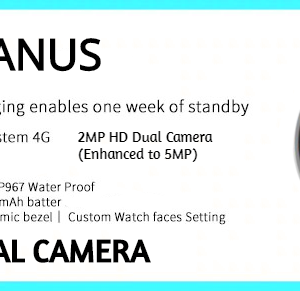 ANUS
ging enables one week of standby
stem 4G 2MP HD Dual Camera
(Enhanced to 5MP)
P967 Water Proof
mAh batter
mic bezel | Custom Watch faces Setting
AL CAMERA